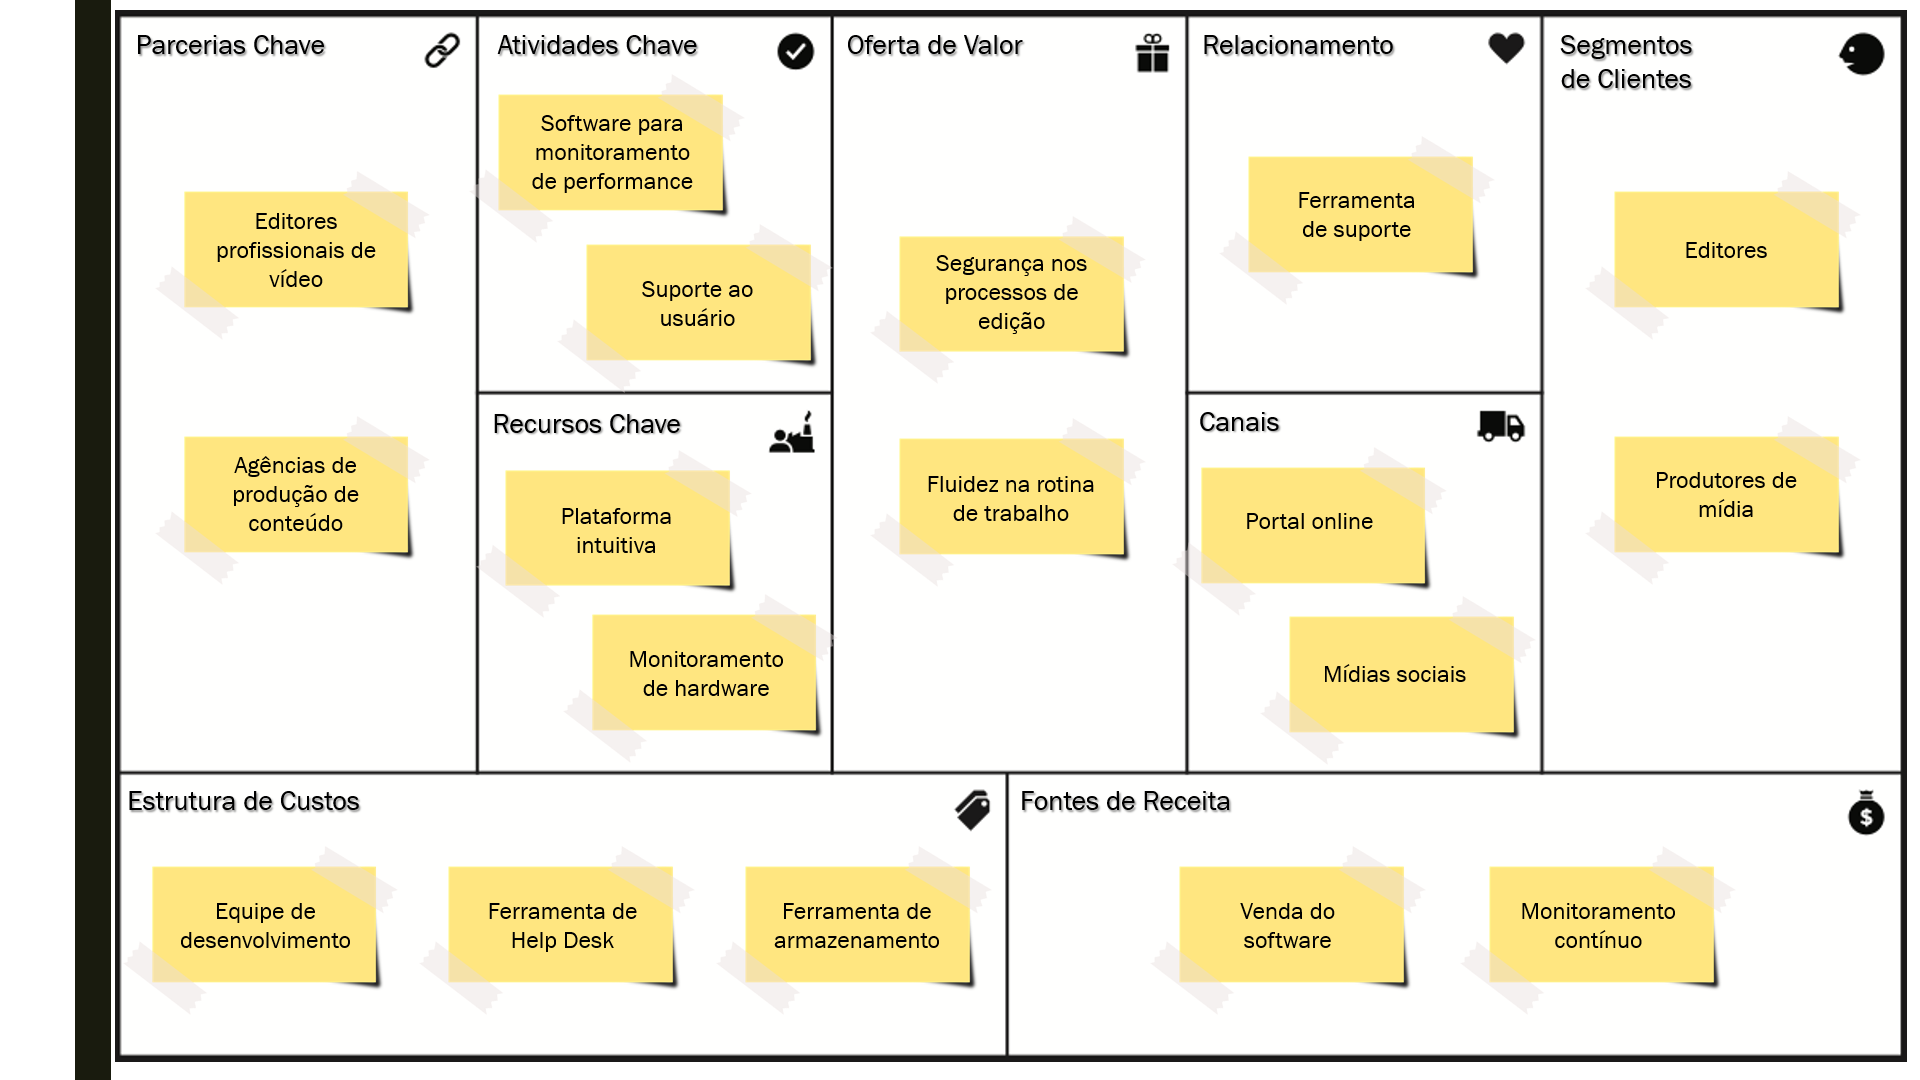 Parcerias Chave
Editores
profissionais de
vídeo
Agências de
produção de
conteúdo
Atividades Chave
Software para
monitoramento
de performance
Suporte ao
usuário
Recursos Chave
Plataforma
intuitiva
Monitoramento
de hardware
Oferta de Valor
Segurança nos
processos de
edição
Fluidez na rotina
de trabalho
Relacionamento
Ferramenta
de suporte
Canais
Portal online
Mídias sociais
Segmentos
de Clientes
Editores
Produtores de
mídia
Estrutura de Custos
Equipe de
desenvolvimento
Ferramenta de
Help Desk
Ferramenta de
armazenamento
Fontes de Receita
$
Venda do
software
Monitoramento
contínuo